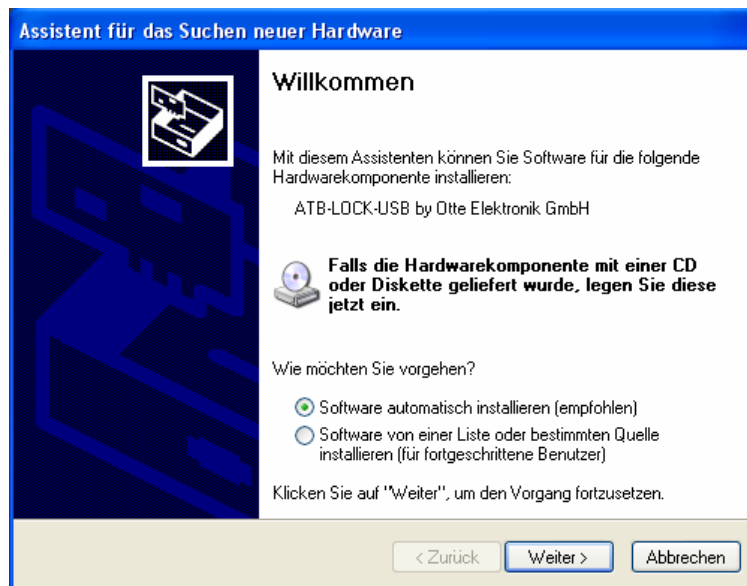 Assistent für das Suchen neuer Hardware
Willkommen
Mit diesem Assistenten können Sie Software für die folgende
Hardwarekomponente installieren:
ATB-LOCK-USB by Otte Elektronik GmbH
Falls die Hardwarekomponente mit einer CD
oder Diskette geliefert wurde, legen Sie diese
jetzt ein.
Wie möchten Sie vorgehen?
Software automatisch installieren (empfohlen)
Software von einer Liste oder bestimmten Quelle
installieren (für fortgeschrittene Benutzer)
Klicken Sie auf "Weiter", um den Vorgang fortzusetzen.
< Zurück Weiter > Abbrechen